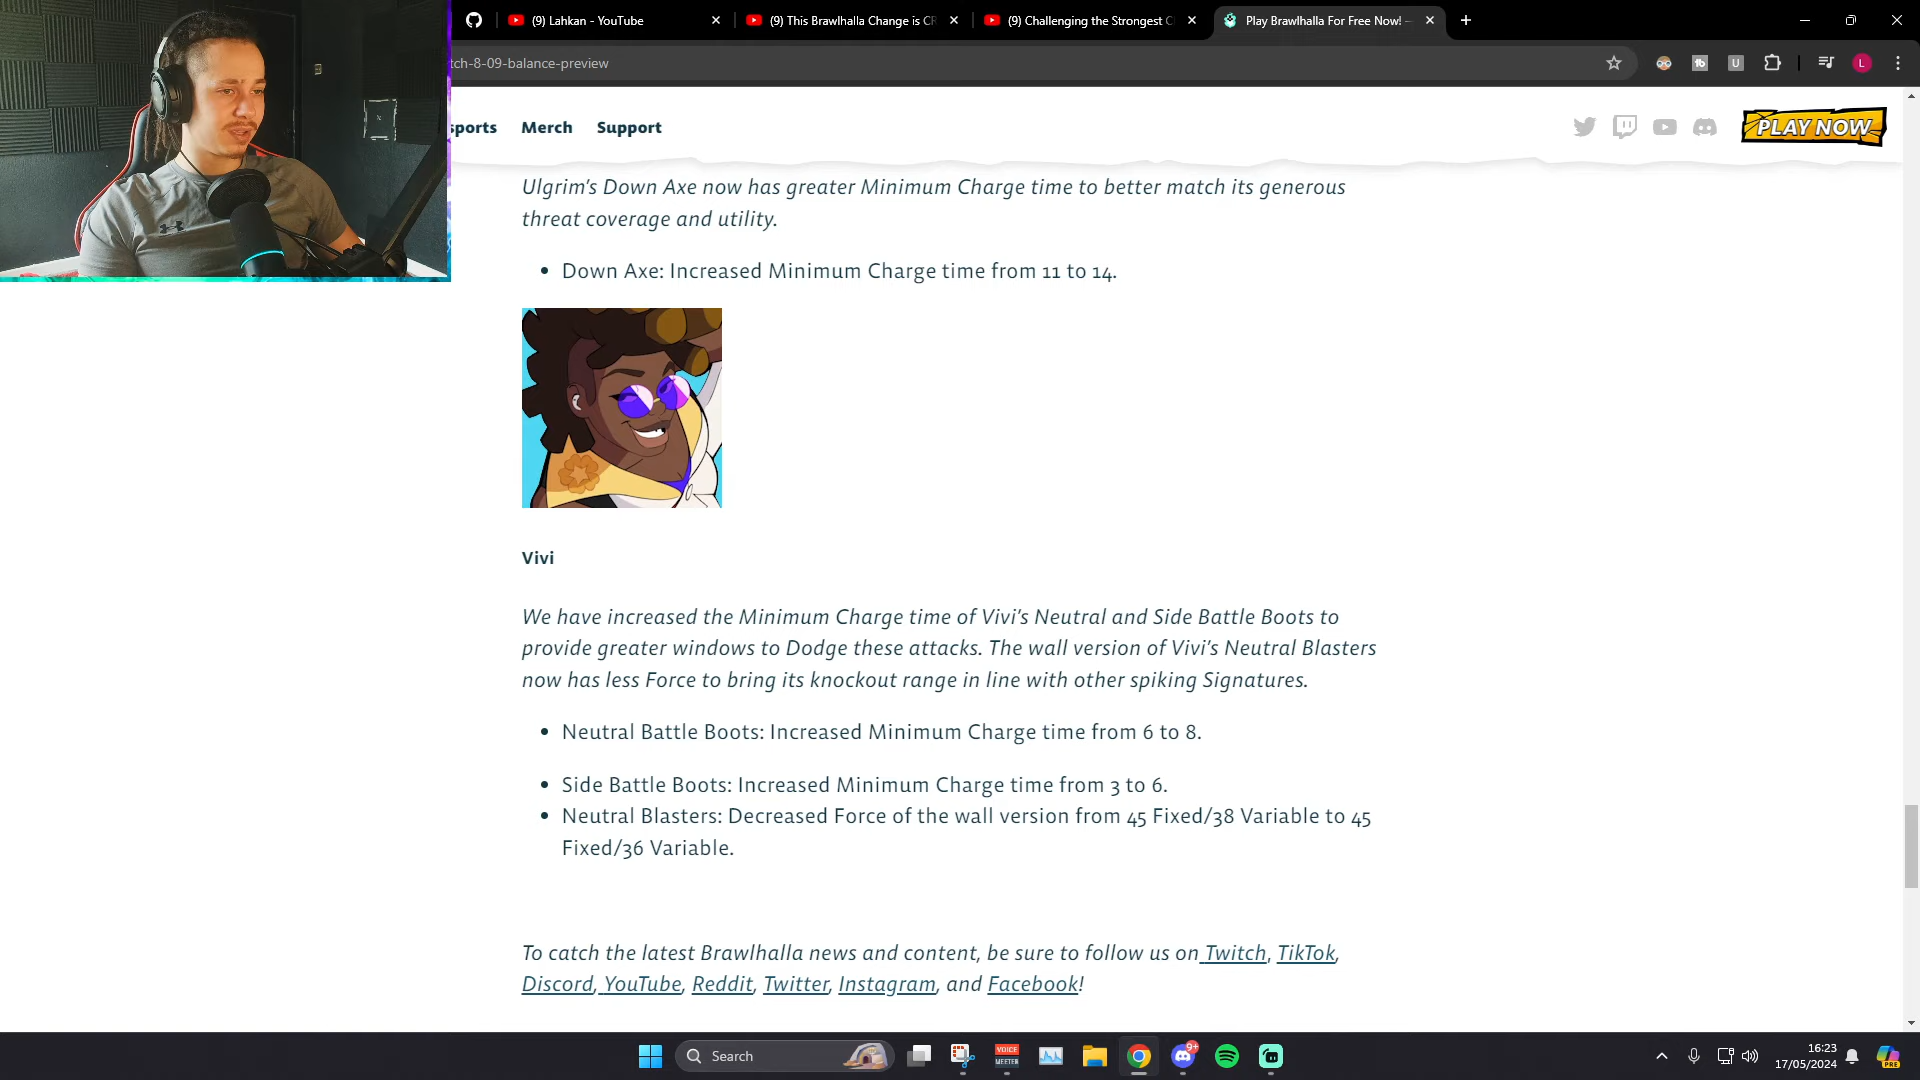 (9) Lahkan - YouTube
(9) This Brawlhalla Change is CR
(9) Challenging the Strongest C
Play Brawlhalla For Free Now! –
tch-8-09-balance-preview
sports Merch Support
PLAY NOW
Ulgrim's Down Axe now has greater Minimum Charge time to better match its generous
threat coverage and utility.
• Down Axe: Increased Minimum Charge time from 11 to 14.
Vivi
We have increased the Minimum Charge time of Vivi's Neutral and Side Battle Boots to
provide greater windows to Dodge these attacks. The wall version of Vivi's Neutral Blasters
now has less Force to bring its knockout range in line with other spiking Signatures.
• Neutral Battle Boots: Increased Minimum Charge time from 6 to 8.
• Side Battle Boots: Increased Minimum Charge time from 3 to 6.
• Neutral Blasters: Decreased Force of the wall version from 45 Fixed/38 Variable to 45
Fixed/36 Variable.
To catch the latest Brawlhalla news and content, be sure to follow us on Twitch, TikTok,
Discord, YouTube, Reddit, Twitter, Instagram, and Facebook!
Search
VOICE
MEETER
9+
16:23
17/05/2024
PRE
L
U